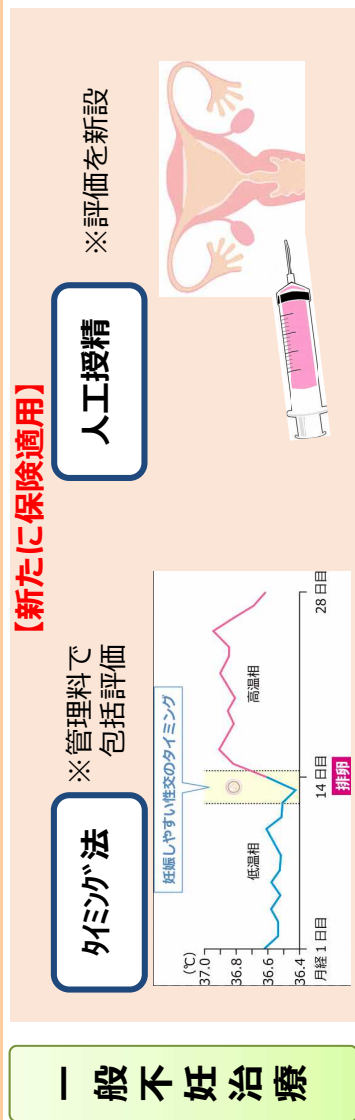 一般不妊治療
【新たに保険適用】
タイミング法
※管理料で
包括評価
(℃)
37.0
36.8
36.6
36.4
妊娠しやすい性交のタイミング
低温相
高温相
月経1日目
14日目
28日目
排卵
人工授精
※評価を新設